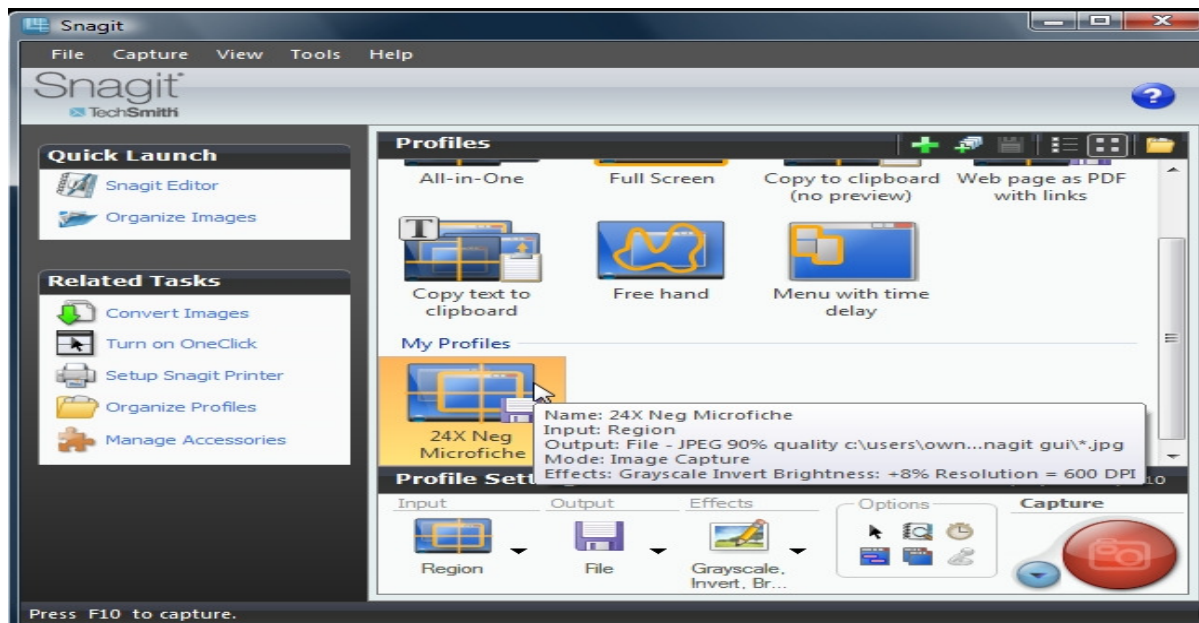 Snagit
File Capture View Tools Help
Snagit
TechSmith
?
Quick Launch
Snagit Editor
Organize Images
Related Tasks
Convert Images
Turn on OneClick
Setup Snagit Printer
Organize Profiles
Manage Accessories
Profiles
All-in-One
Full Screen
Copy to clipboard
(no preview)
Web page as PDF
with links
T
Copy text to
clipboard
Free hand
Menu with time
delay
My Profiles
24X Neg
Microfiche
Name: 24X Neg Microfiche
Input: Region
Output: File - JPEG 90% quality c:\users\own...nagit gui\*.jpg
Mode: Image Capture
Effects: Grayscale Invert Brightness: +8% Resolution = 600 DPI
Input
Output
Effects
Options
Capture
Region
File
Grayscale,
Invert, Br...
Press F10 to capture.